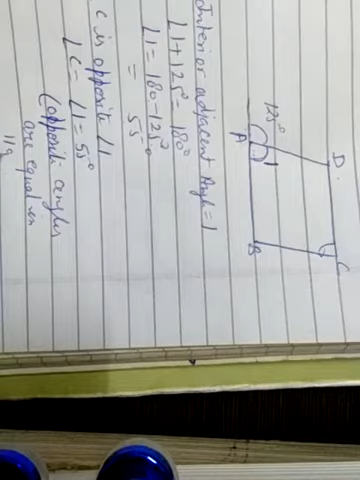 D
C
125°
1
A
B
Interior adjacent Angle = 1
∠1 + 125° = 180°
∠1 = 180 - 125°
= 55°
C is opposite ∠1
∠C = ∠1 = 55°
(opposite angles
are equal in
11g